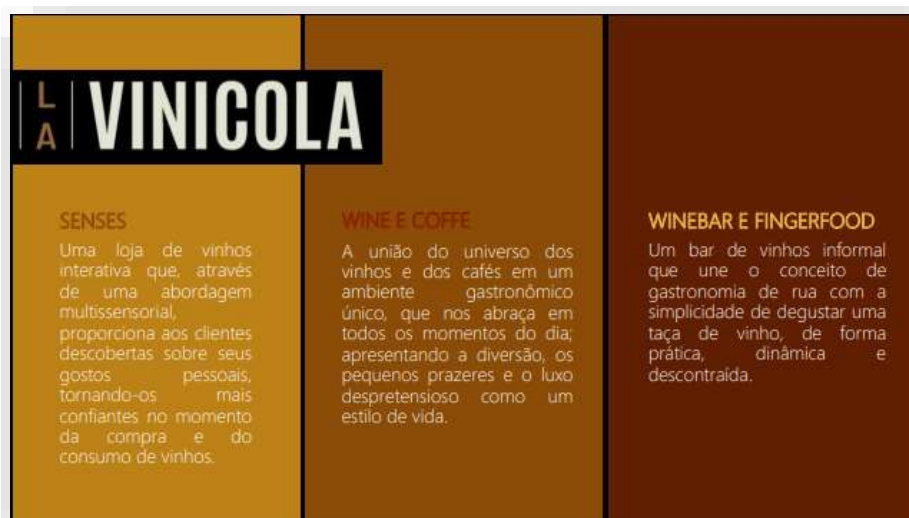 LA VINICOLA
SENSES
Uma loja de vinhos
interativa que, através
de uma abordagem
multissensorial,
proporciona aos clientes
descobertas sobre seus
gostos pessoais,
tornando-os mais
confiantes no momento
da compra e do
consumo de vinhos.
WINE E COFFE
A união do universo dos
vinhos e dos cafés em um
ambiente gastronômico
único, que nos abraça em
todos os momentos do dia;
apresentando a diversão, os
pequenos prazeres e o luxo
despretensioso como um
estilo de vida.
WINEBAR E FINGERFOOD
Um bar de vinhos informal
que une o conceito de
gastronomia de rua com a
simplicidade de degustar uma
taça de vinho, de forma
prática, dinâmica e
descontraída.